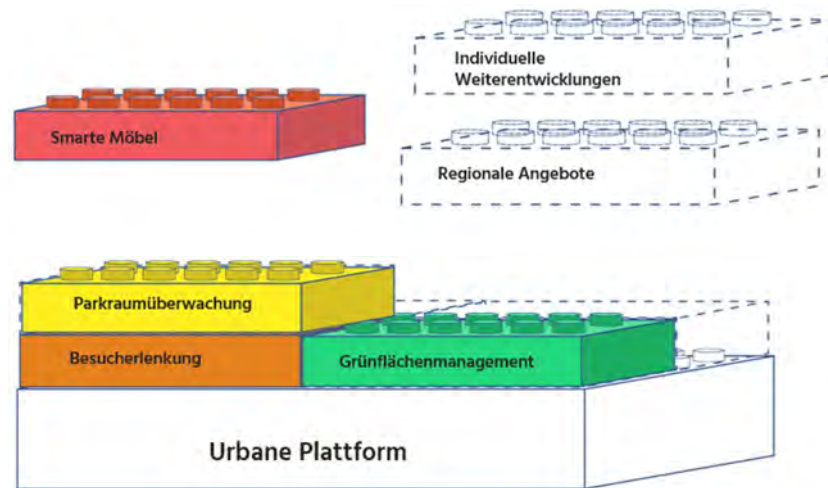 Individuelle
Weiterentwicklungen
Smarte Möbel
Regionale Angebote
Parkraumüberwachung
Besucherlenkung
Grünflächenmanagement
Urbane Plattform